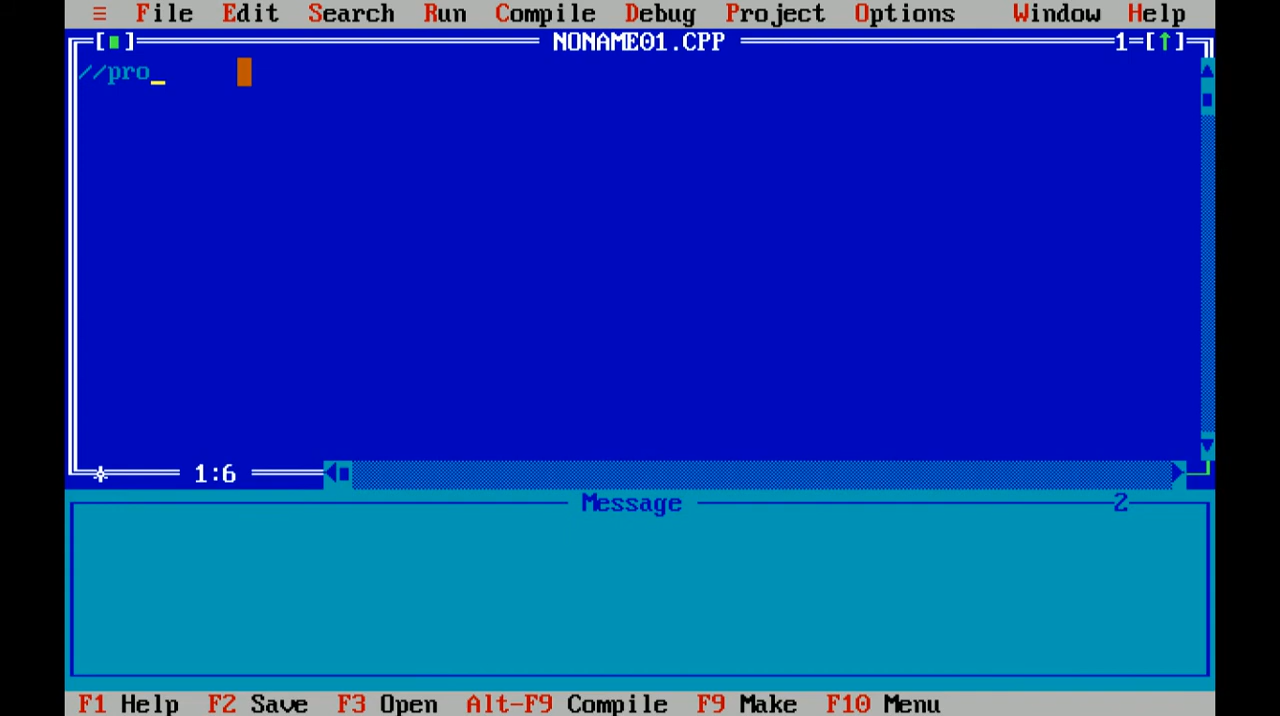 ≡ File Edit Search Run Compile Debug Project Options Window Help
[■] NONAME01.CPP 1=[↑]
//pro_
1:6
Message 2
F1 Help F2 Save F3 Open Alt-F9 Compile F9 Make F10 Menu